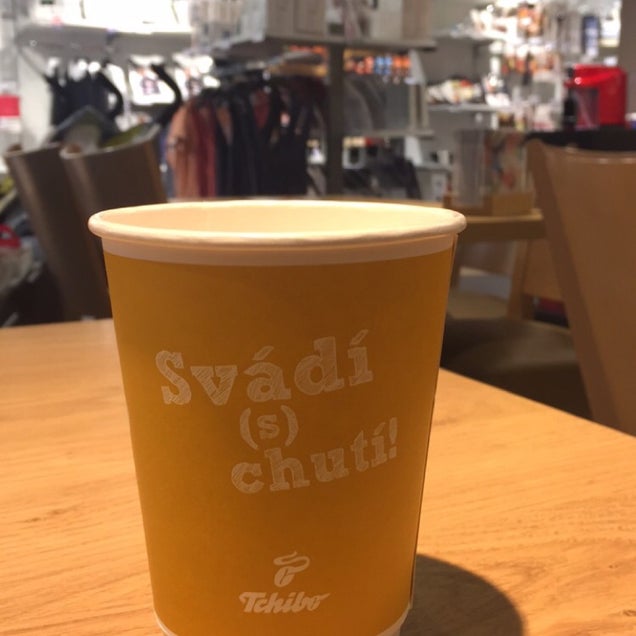 Svádí
(s)
chutí!
Tchibo